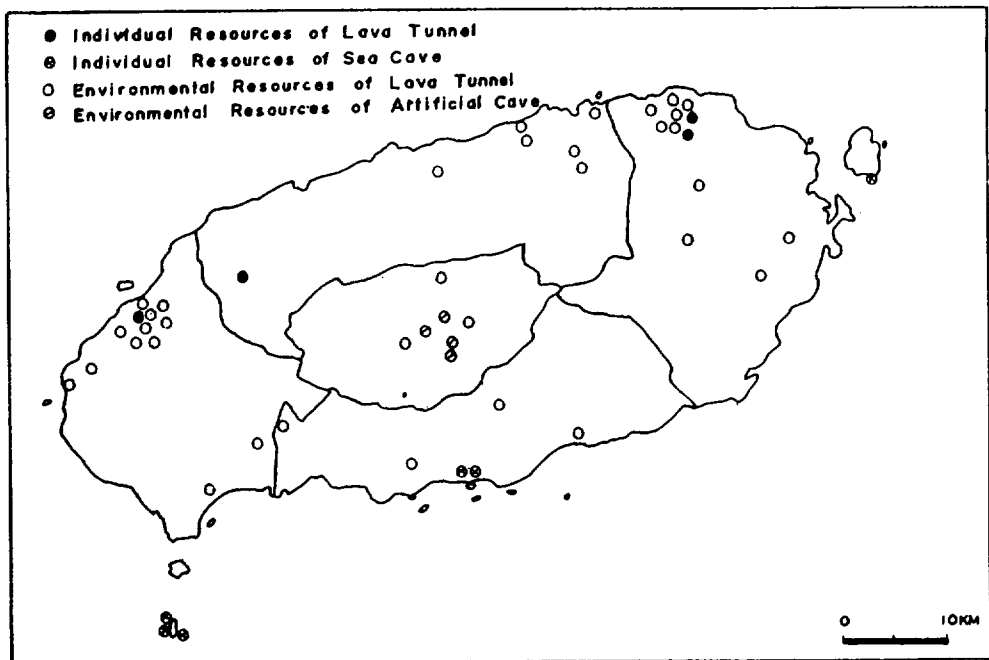 Individual Resources of Lava Tunnel
Individual Resources of Sea Cave
Environmental Resources of Lava Tunnel
Environmental Resources of Artificial Cave
0 10KM